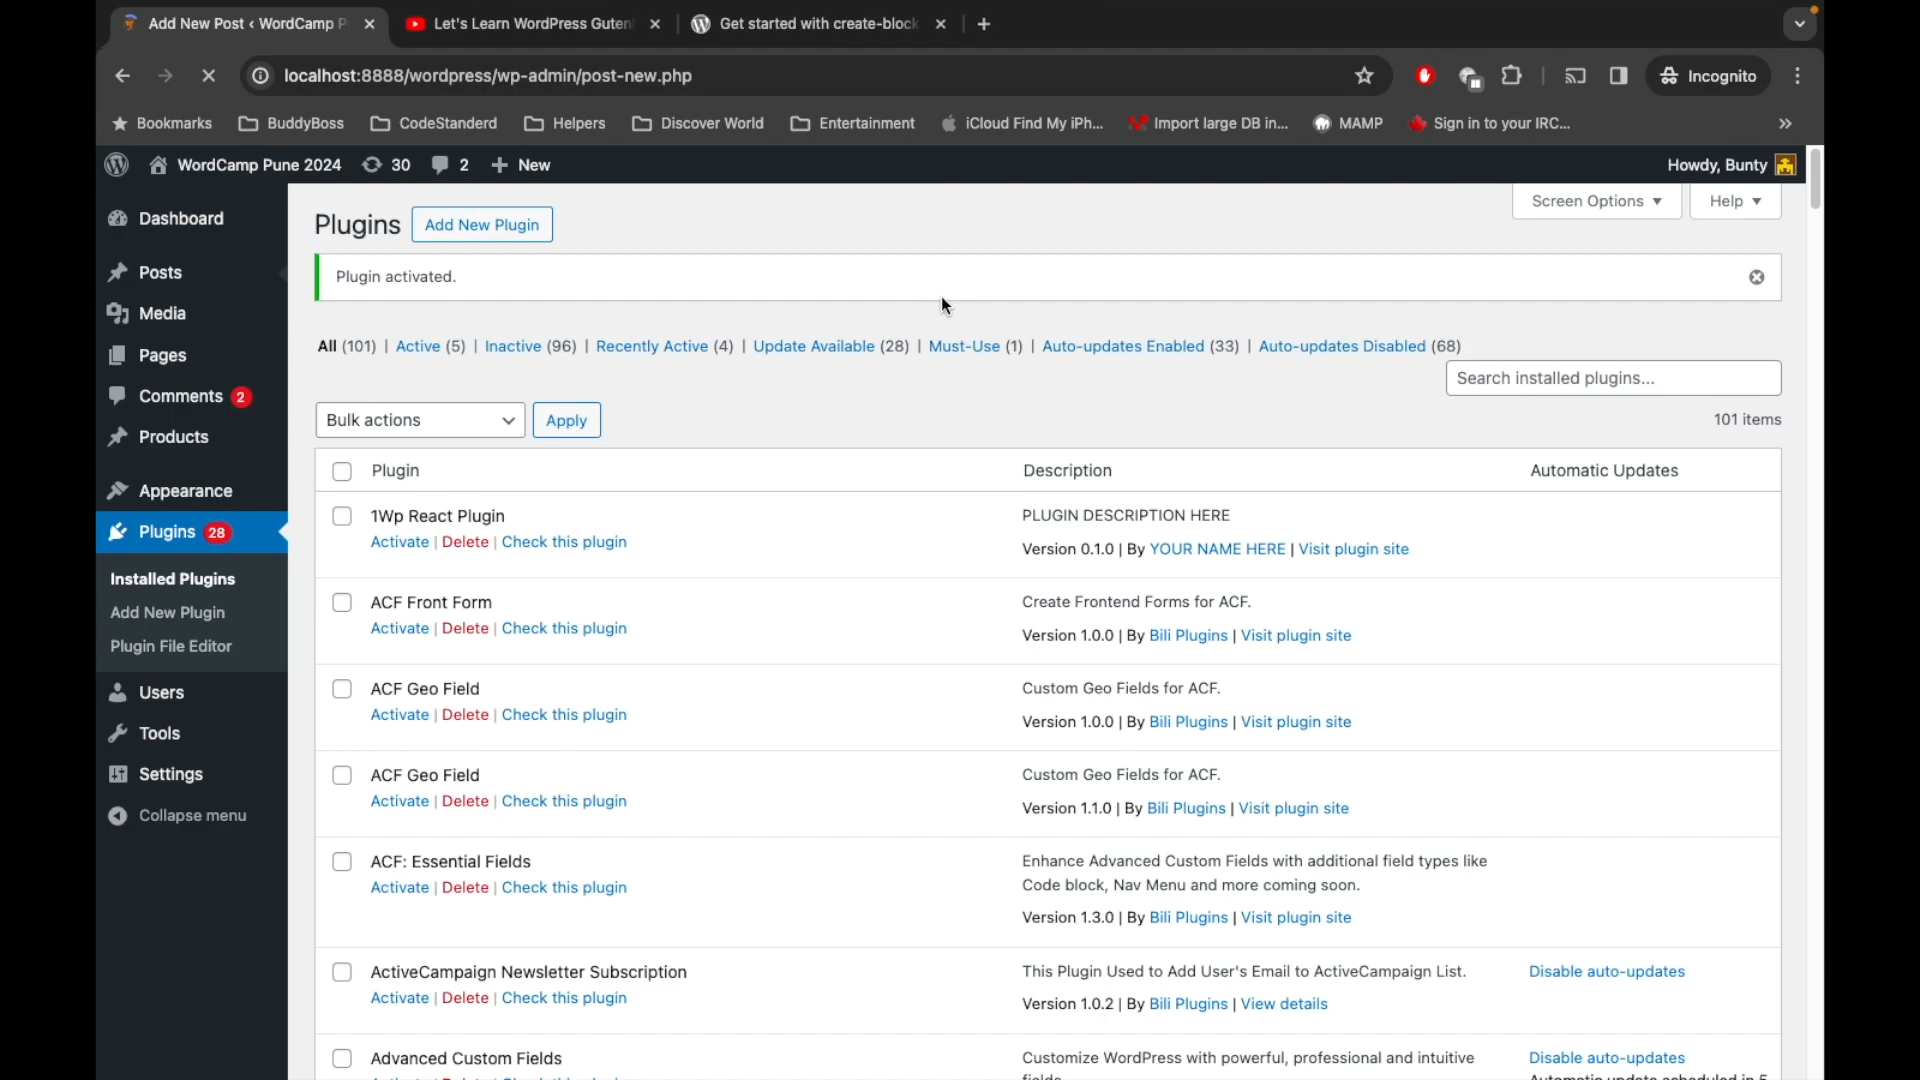 Add New Post ‹ WordCamp P
Let's Learn WordPress Guten
Get started with create-block
localhost:8888/wordpress/wp-admin/post-new.php
Incognito
Bookmarks
BuddyBoss
CodeStanderd
Helpers
Discover World
Entertainment
iCloud Find My iPh...
Import large DB in...
MAMP
Sign in to your IRC...
»
WordCamp Pune 2024
30
2
New
Howdy, Bunty
Dashboard
Posts
Media
Pages
Comments 2
Products
Appearance
Plugins 28
Installed Plugins
Add New Plugin
Plugin File Editor
Users
Tools
Settings
Collapse menu
Screen Options ▼
Help ▼
Plugins
Add New Plugin
Plugin activated.
All (101) | Active (5) | Inactive (96) | Recently Active (4) | Update Available (28) | Must-Use (1) | Auto-updates Enabled (33) | Auto-updates Disabled (68)
Search installed plugins...
Bulk actions
Apply
101 items
Plugin
Description
Automatic Updates
1Wp React Plugin
Activate | Delete | Check this plugin
PLUGIN DESCRIPTION HERE
Version 0.1.0 | By YOUR NAME HERE | Visit plugin site
ACF Front Form
Activate | Delete | Check this plugin
Create Frontend Forms for ACF.
Version 1.0.0 | By Bili Plugins | Visit plugin site
ACF Geo Field
Activate | Delete | Check this plugin
Custom Geo Fields for ACF.
Version 1.0.0 | By Bili Plugins | Visit plugin site
ACF Geo Field
Activate | Delete | Check this plugin
Custom Geo Fields for ACF.
Version 1.1.0 | By Bili Plugins | Visit plugin site
ACF: Essential Fields
Activate | Delete | Check this plugin
Enhance Advanced Custom Fields with additional field types like
Code block, Nav Menu and more coming soon.
Version 1.3.0 | By Bili Plugins | Visit plugin site
ActiveCampaign Newsletter Subscription
Activate | Delete | Check this plugin
This Plugin Used to Add User's Email to ActiveCampaign List.
Version 1.0.2 | By Bili Plugins | View details
Disable auto-updates
Advanced Custom Fields
Customize WordPress with powerful, professional and intuitive
Disable auto-updates